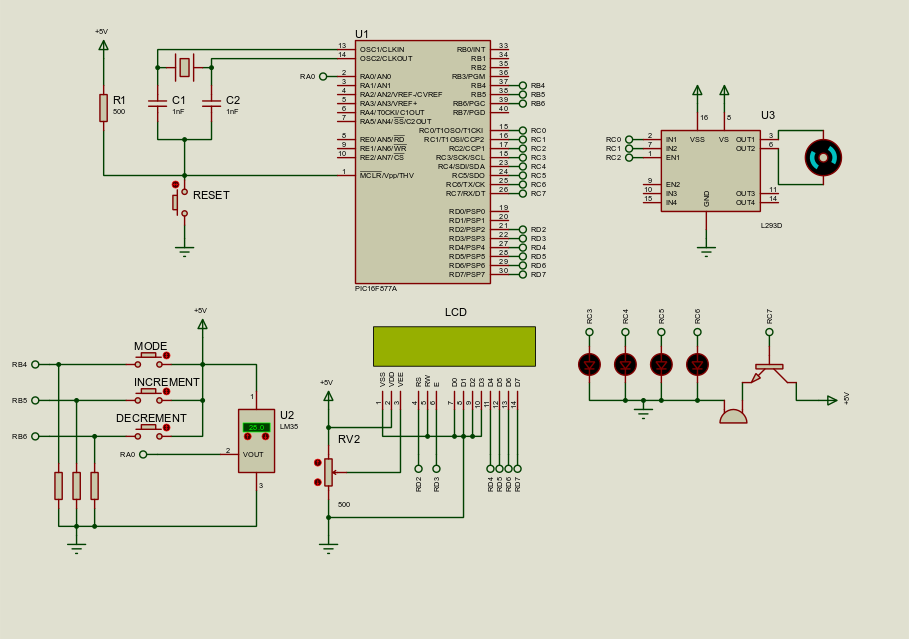 +5V
R1
500
C1
1nF
C2
1nF
U1
13 OSC1/CLKIN
14 OSC2/CLKOUT
RA0
2 RA0/AN0
3 RA1/AN1
4 RA2/AN2/VREF-/CVREF
5 RA3/AN3/VREF+
6 RA4/T0CKI/C1OUT
7 RA5/AN4/SS/C2OUT
8 RE0/AN5/RD
9 RE1/AN6/WR
10 RE2/AN7/CS
1 MCLR/Vpp/THV
RB0/INT 33
RB1 34
RB2 35
RB3/PGM 36
RB4 37 RB4
RB5 38 RB5
RB6/PGC 39 RB6
RB7/PGD 40
RC0/T1OSO/T1CKI 15 RC0
RC1/T1OSI/CCP2 16 RC1
RC2/CCP1 17 RC2
RC3/SCK/SCL 18 RC3
RC4/SDI/SDA 23 RC4
RC5/SDO 24 RC5
RC6/TX/CK 25 RC6
RC7/RX/DT 26 RC7
RD0/PSP0 19
RD1/PSP1 20
RD2/PSP2 21 RD2
RD3/PSP3 22 RD3
RD4/PSP4 27 RD4
RD5/PSP5 28 RD5
RD6/PSP6 29 RD6
RD7/PSP7 30 RD7
PIC16F877A
RESET
U3
16
8
VSS VS
RC0 2 IN1
RC1 7 IN2
RC2 1 EN1
9 EN2
10 IN3
15 IN4
OUT1 3
OUT2 6
OUT3 11
OUT4 14
GND
L293D
+5V
RB4
MODE
RB5
INCREMENT
RB6
DECREMENT
RA0
1
U2
26.0
LM35
2 VOUT
3
LCD
VSS VDD VEE RS RW E D0 D1 D2 D3 D4 D5 D6 D7
1 2 3 4 5 6 7 8 9 10 11 12 13 14
+5V
RV2
500
RD2 RD3 RD4 RD5 RD6 RD7
RC3 RC4 RC5 RC6 RC7
+5V